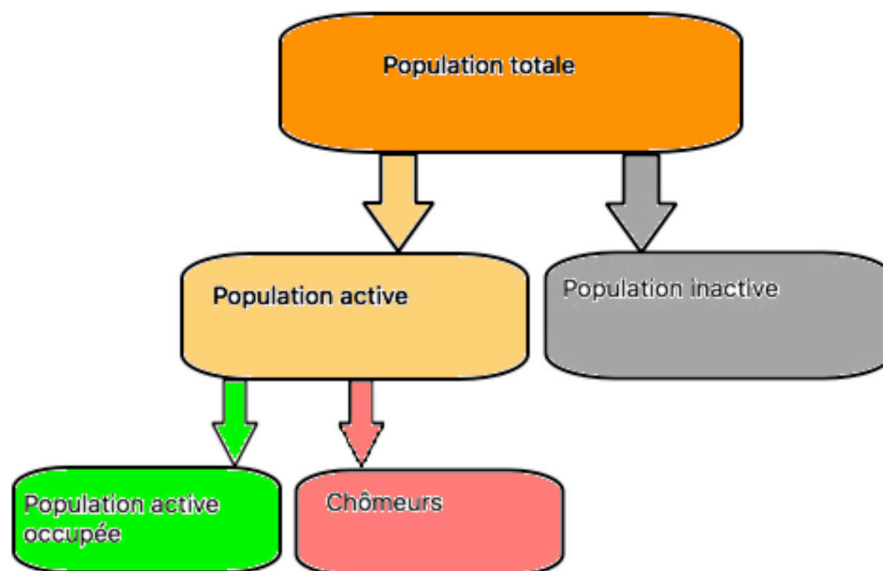 Population totale
Population active
Population inactive
Population active
occupée
Chômeurs